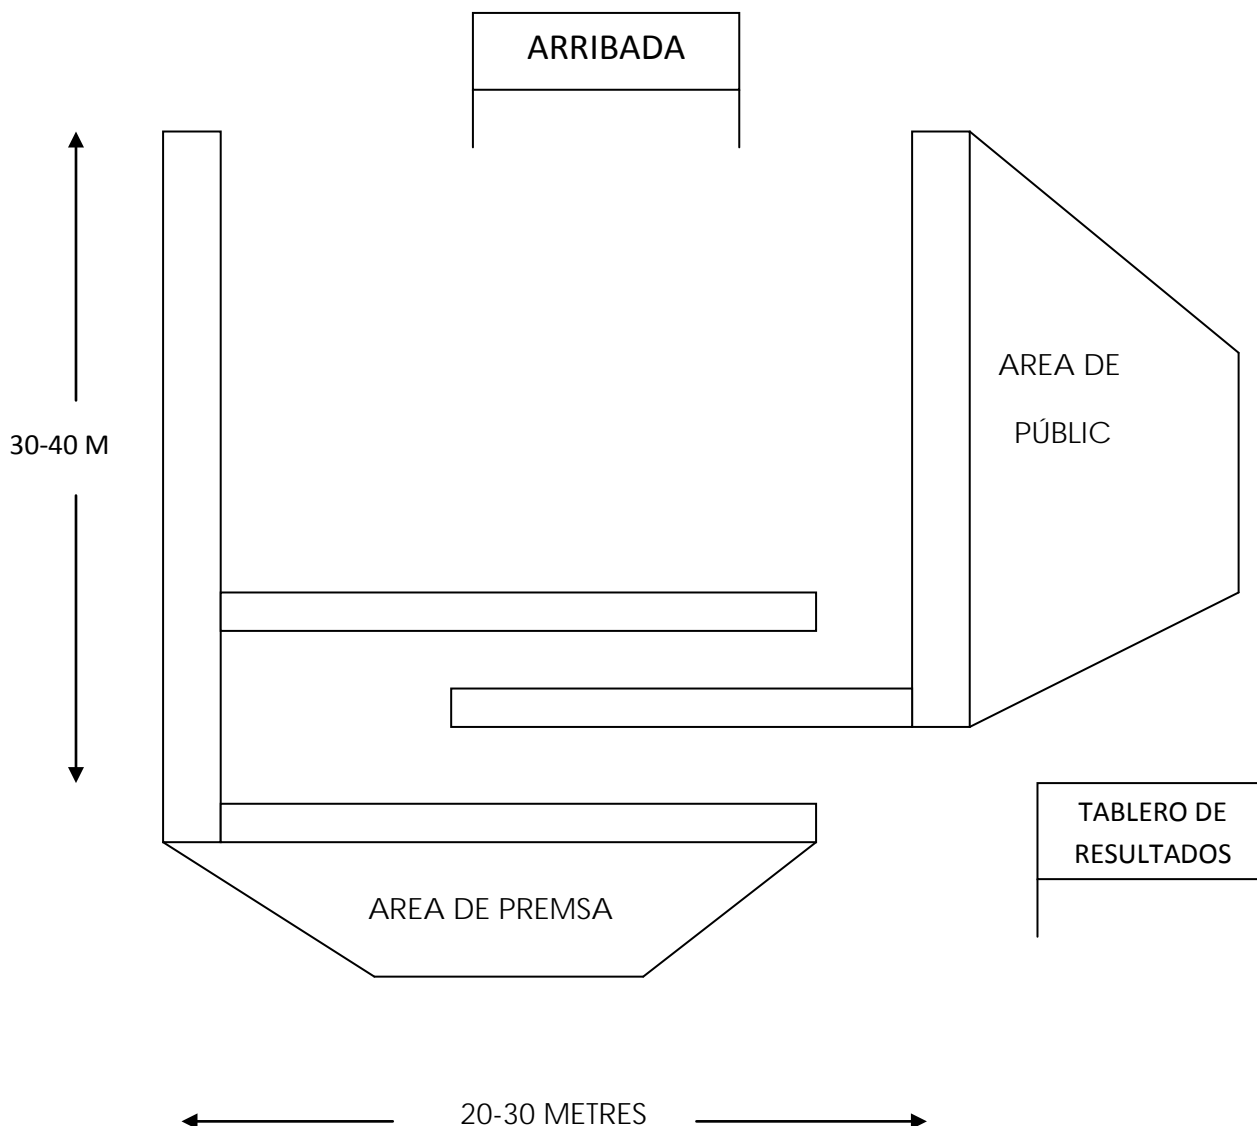 ARRIBADA
AREA DE
PÚBLIC
30-40 M
TABLERO DE
RESULTADOS
AREA DE PREMSA
20-30 METRES